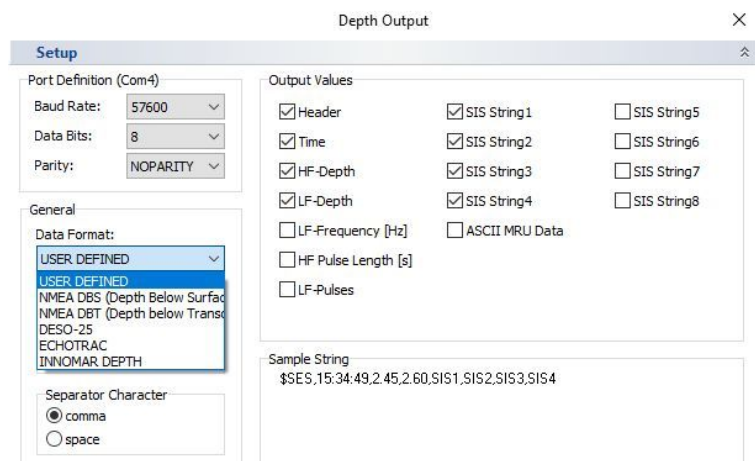 Depth Output
Setup
Port Definition (Com4)
Baud Rate: 57600
Data Bits: 8
Parity: NOPARITY
General
Data Format:
USER DEFINED
USER DEFINED
NMEA DBS (Depth Below Surfac
NMEA DBT (Depth below Transd
DESO-25
ECHOTRAC
INNOMAR DEPTH
Separator Character
comma
space
Output Values
Header
Time
HF-Depth
LF-Depth
LF-Frequency [Hz]
HF Pulse Length [s]
LF-Pulses
SIS String1
SIS String2
SIS String3
SIS String4
ASCII MRU Data
SIS String5
SIS String6
SIS String7
SIS String8
Sample String
$SES,15:34:49,2.45,2.60,SIS1,SIS2,SIS3,SIS4